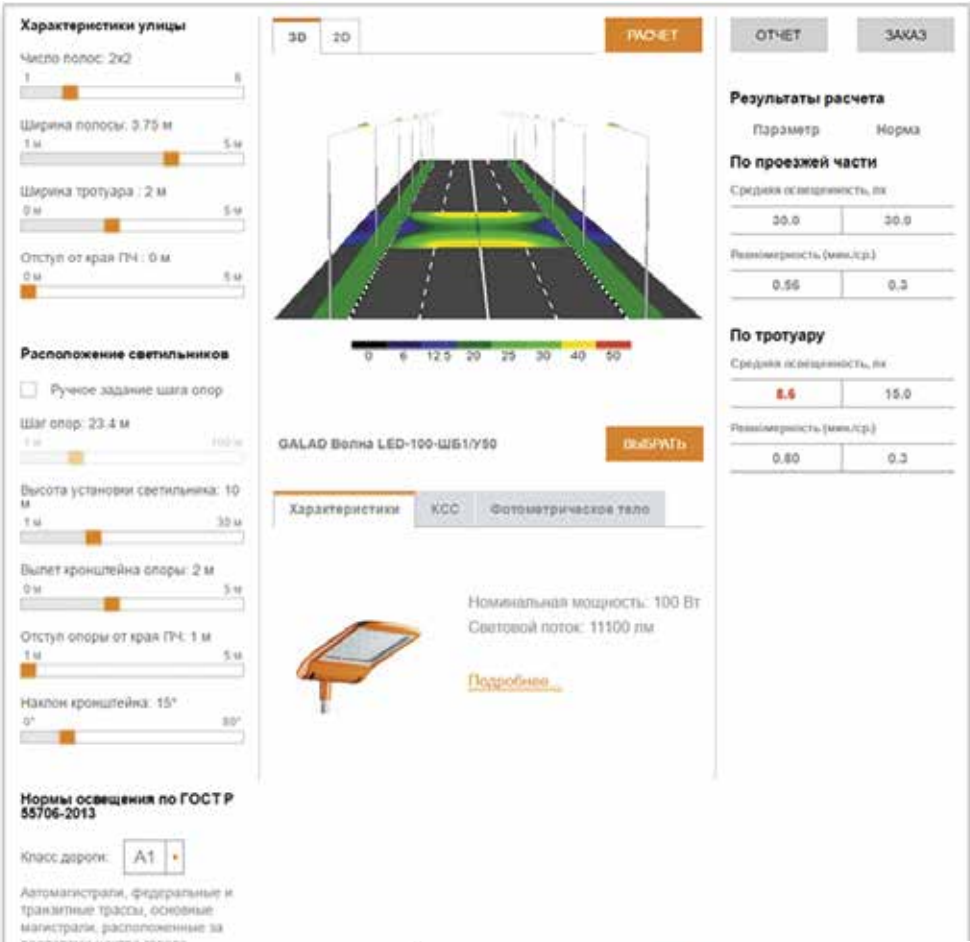 Характеристики улицы
Число полос: 2x2
1 6
Ширина полосы: 3.75 м
1 м 5 м
Ширина тротуара : 2 м
0 м 5 м
Отступ от края ПЧ : 0 м
0 м 5 м
Расположение светильников
Ручное задание шага опор
Шаг опор: 23.4 м
1 м 100 м
Высота установки светильника: 10
м
1 м 30 м
Вылет кронштейна опоры: 2 м
0 м 5 м
Отступ опоры от края ПЧ: 1 м
1 м 5 м
Наклон кронштейна: 15°
0° 80°
Нормы освещения по ГОСТ Р
55706-2013
Класс дороги: A1
Автомагистрали, федеральные и
транзитные трассы, основные
магистрали, расположенные за
3D 2D РАСЧЕТ
0 6 12.5 20 25 30 40 50
GALAD Волна LED-100-ШБ1/У50 ВЫБРАТЬ
Характеристики КСС Фотометрическое тело
Номинальная мощность: 100 Вт
Световой поток: 11100 лм
Подробнее...
ОТЧЕТ ЗАКАЗ
Результаты расчета
Параметр Норма
По проезжей части
Средняя освещенность, лк
30.0 30.0
Равномерность (мин./ср.)
0.56 0.3
По тротуару
Средняя освещенность, лк
8.6 15.0
Равномерность (мин./ср.)
0.80 0.3